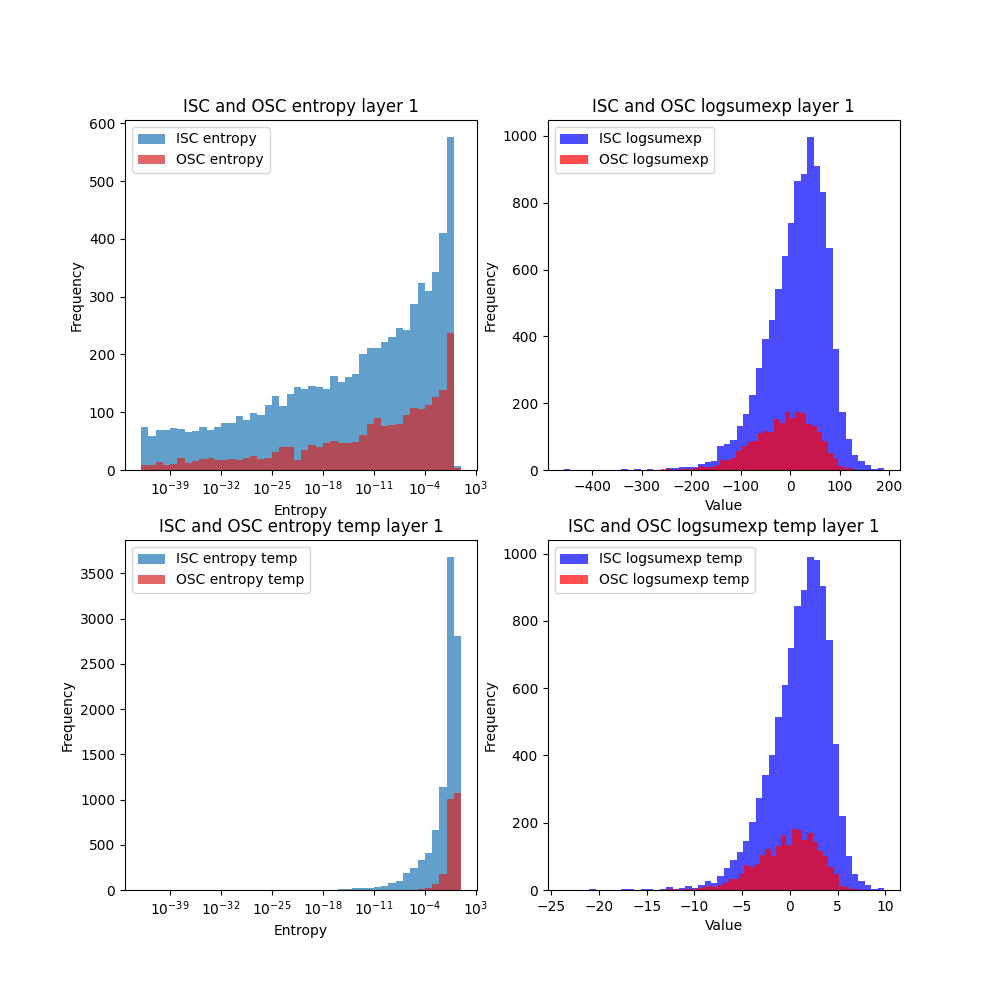 ISC and OSC entropy layer 1
ISC entropy
OSC entropy
Frequency
600
500
400
300
200
100
0
10^-39
10^-32
10^-25
10^-18
10^-11
10^-4
10^3
Entropy
ISC and OSC logsumexp layer 1
ISC logsumexp
OSC logsumexp
Frequency
1000
800
600
400
200
0
−400
−300
−200
−100
0
100
200
Value
ISC and OSC entropy temp layer 1
ISC entropy temp
OSC entropy temp
Frequency
3500
3000
2500
2000
1500
1000
500
0
10^-39
10^-32
10^-25
10^-18
10^-11
10^-4
10^3
Entropy
ISC and OSC logsumexp temp layer 1
ISC logsumexp temp
OSC logsumexp temp
Frequency
1000
800
600
400
200
0
−25
−20
−15
−10
−5
0
5
10
Value